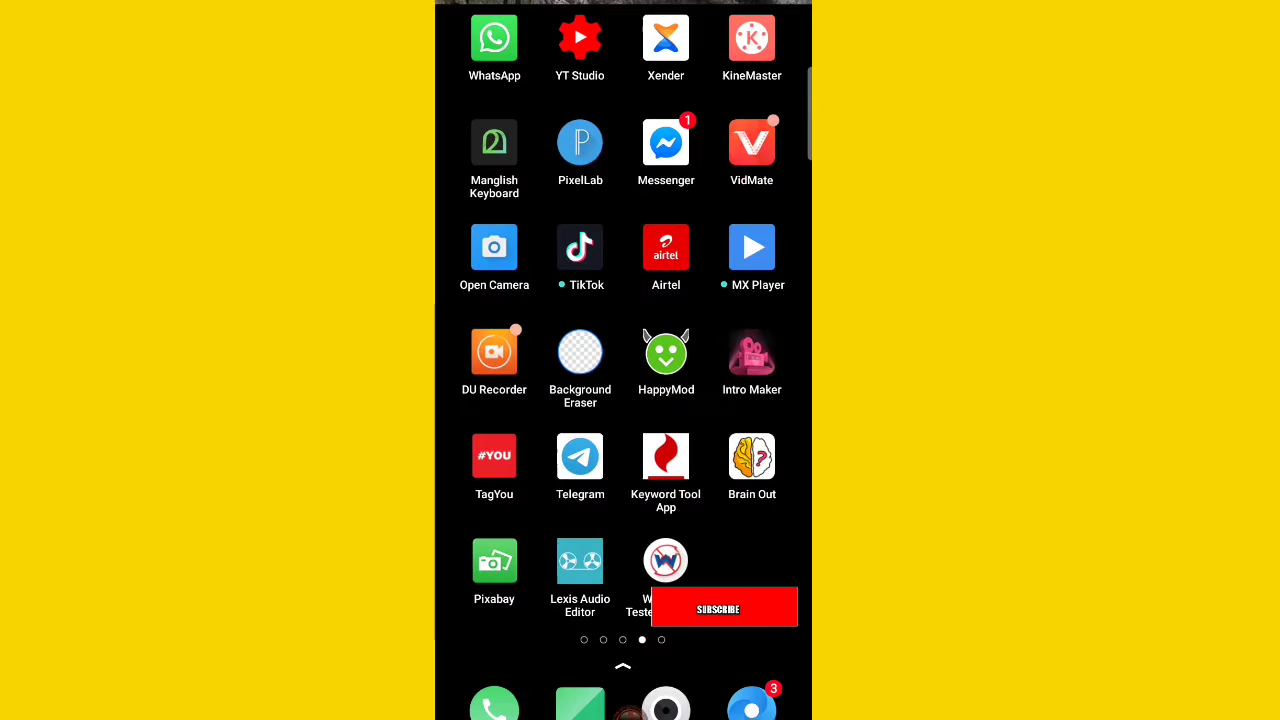 WhatsApp
YT Studio
Xender
KineMaster
1
Manglish
Keyboard
PixelLab
Messenger
VidMate
airtel
Open Camera
TikTok
Airtel
MX Player
DU Recorder
Background
Eraser
HappyMod
Intro Maker
#YOU
TagYou
Telegram
Keyword Tool
App
Brain Out
Pixabay
Lexis Audio
Editor
SUBSCRIBE
3